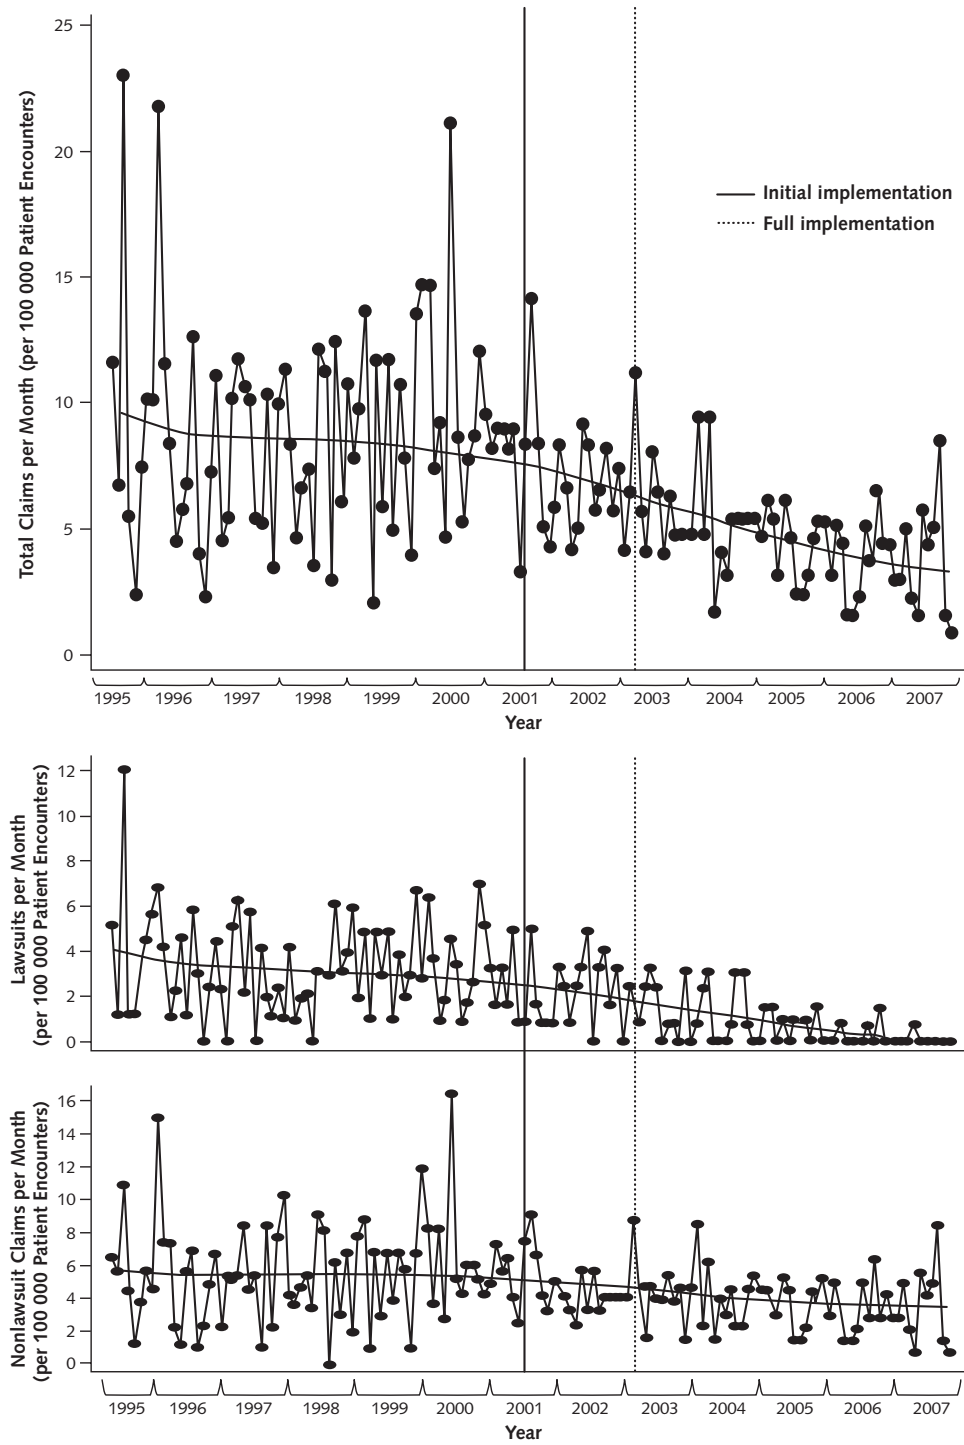 Total Claims per Month (per 100 000 Patient Encounters)
25
20
15
10
5
0
Initial implementation
Full implementation
1995 1996 1997 1998 1999 2000 2001 2002 2003 2004 2005 2006 2007
Year
Lawsuits per Month
(per 100 000 Patient Encounters)
12
10
8
6
4
2
0
Nonlawsuit Claims per Month
(per 100 000 Patient Encounters)
16
14
12
10
8
6
4
2
0
1995 1996 1997 1998 1999 2000 2001 2002 2003 2004 2005 2006 2007
Year